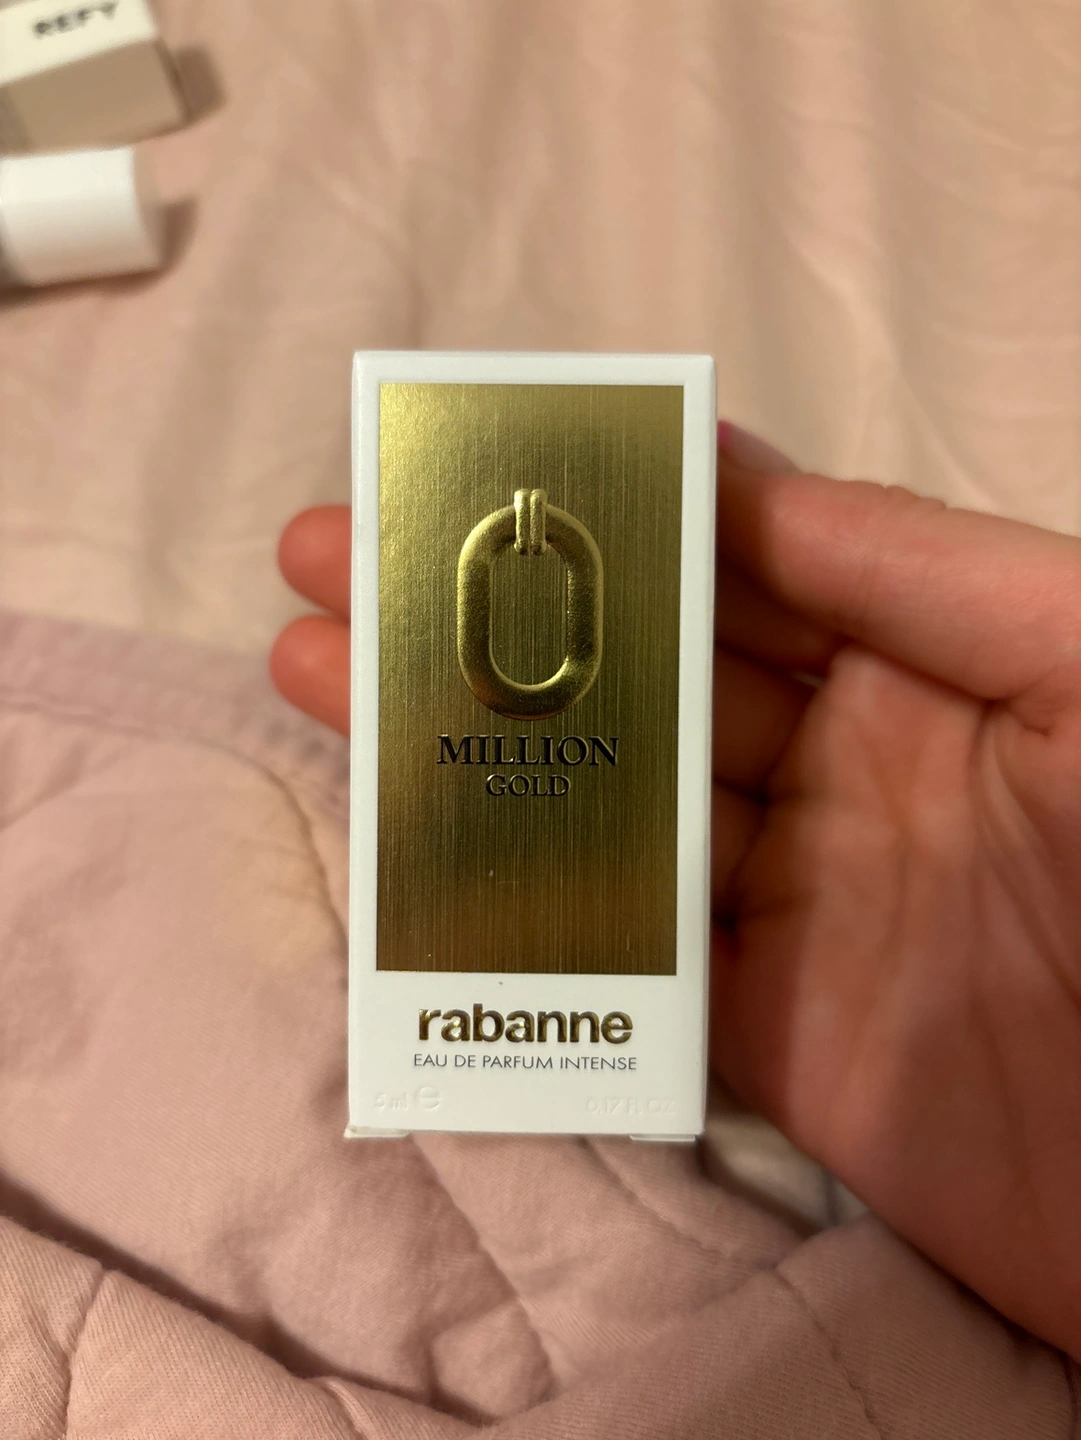 REFY
MILLION
GOLD
rabanne
EAU DE PARFUM INTENSE
5 ml ℮ 0,17 FL OZ